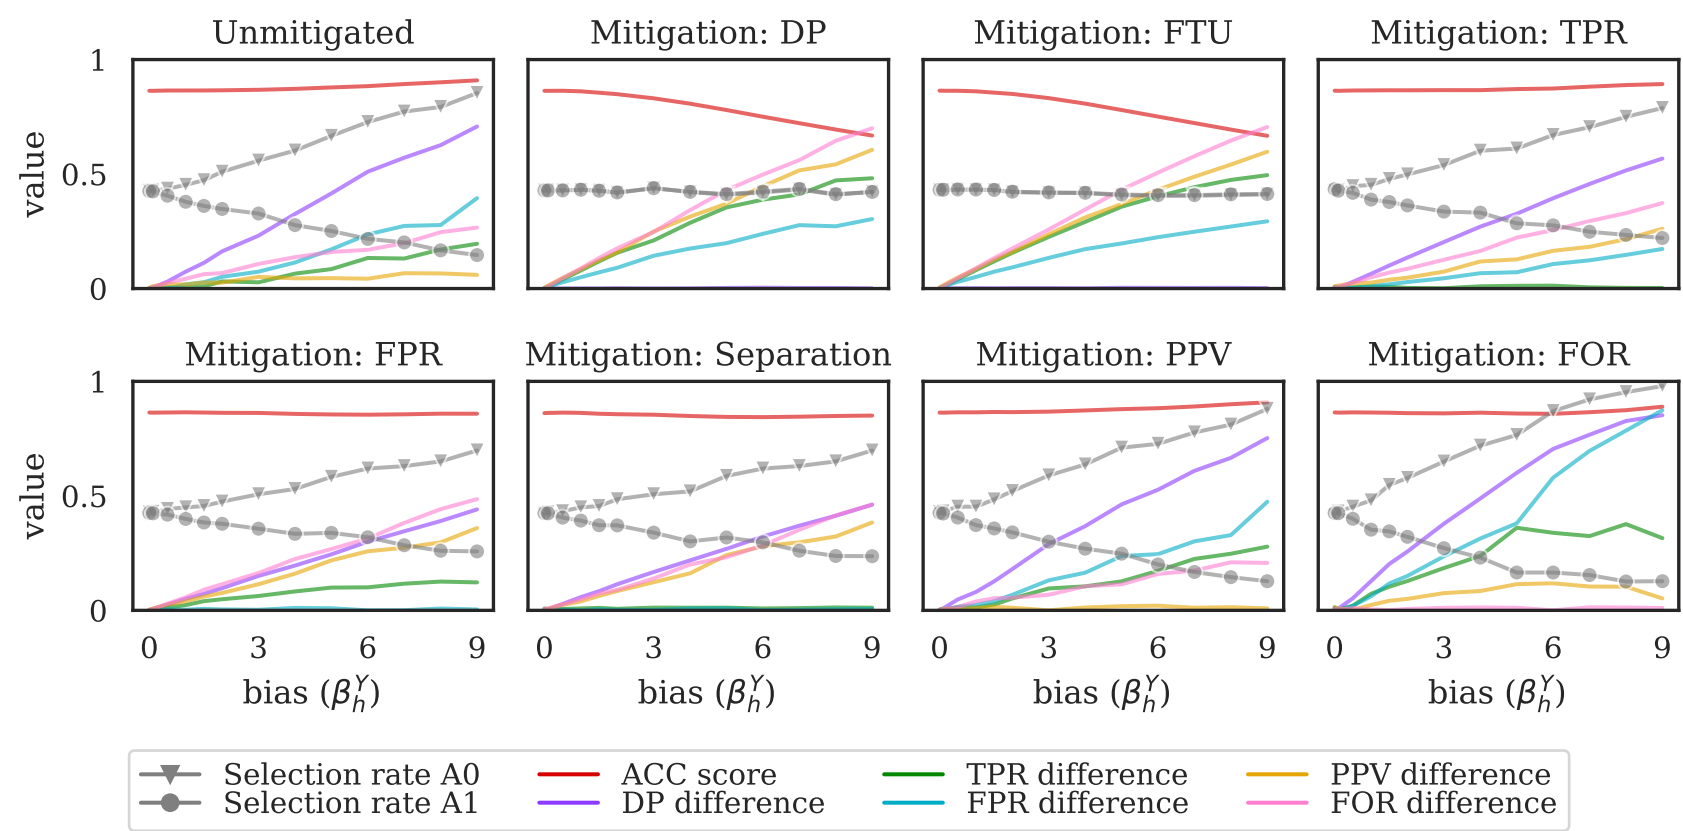 Unmitigated Mitigation: DP Mitigation: FTU Mitigation: TPR
1
value 0.5
0
Mitigation: FPR Mitigation: Separation Mitigation: PPV Mitigation: FOR
1
value 0.5
0
0 3 6 9 0 3 6 9 0 3 6 9 0 3 6 9
bias (β_h^Y) bias (β_h^Y) bias (β_h^Y) bias (β_h^Y)
Selection rate A0 ACC score TPR difference PPV difference
Selection rate A1 DP difference FPR difference FOR difference